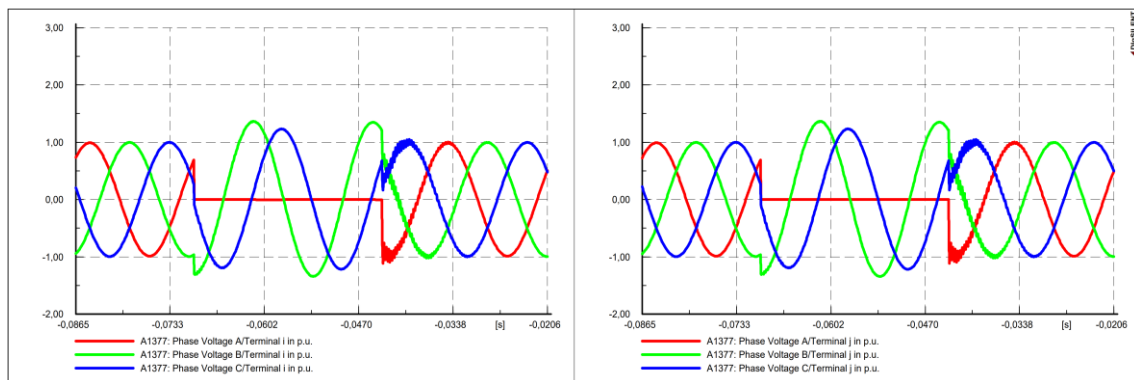 3,00
2,00
1,00
0,00
-1,00
-2,00
-0,0865 -0,0733 -0,0602 -0,0470 -0,0338 [s] -0,0206
A1377: Phase Voltage A/Terminal i in p.u.
A1377: Phase Voltage B/Terminal i in p.u.
A1377: Phase Voltage C/Terminal i in p.u.
3,00
2,00
1,00
0,00
-1,00
-2,00
-0,0865 -0,0733 -0,0602 -0,0470 -0,0338 [s] -0,0206
A1377: Phase Voltage A/Terminal j in p.u.
A1377: Phase Voltage B/Terminal j in p.u.
A1377: Phase Voltage C/Terminal j in p.u.